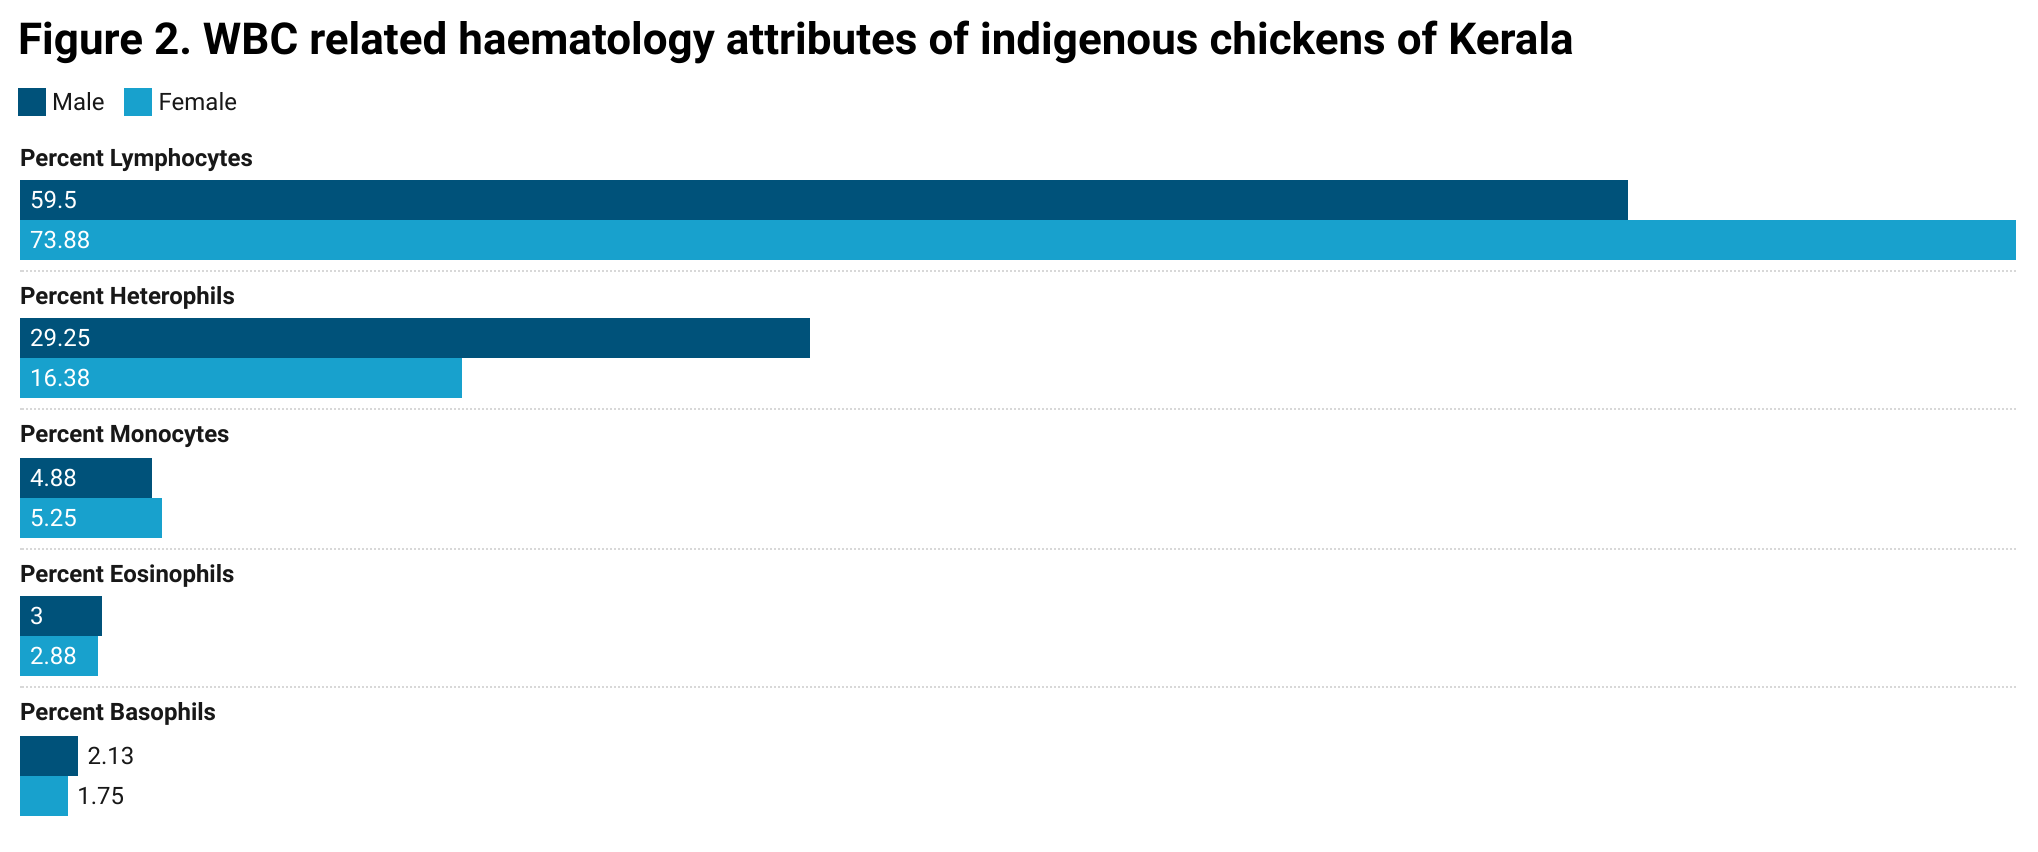 Figure 2. WBC related haematology attributes of indigenous chickens of Kerala
Male Female
Percent Lymphocytes
59.5
73.88
Percent Heterophils
29.25
16.38
Percent Monocytes
4.88
5.25
Percent Eosinophils
3
2.88
Percent Basophils
2.13
1.75